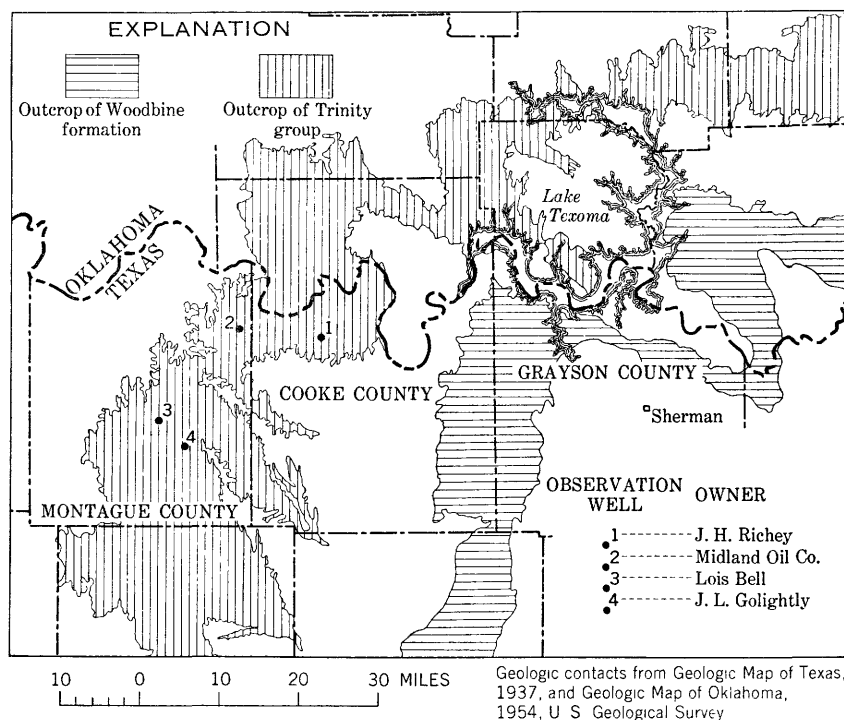 EXPLANATION
Outcrop of Woodbine
formation
Outcrop of Trinity
group
Lake
Texoma
OKLAHOMA
TEXAS
2
1
3
4
COOKE COUNTY
GRAYSON COUNTY
Sherman
MONTAGUE COUNTY
OBSERVATION
WELL
OWNER
1 J. H. Richey
2 Midland Oil Co.
3 Lois Bell
4 J. L. Golightly
10 0 10 20 30 MILES
Geologic contacts from Geologic Map of Texas,
1937, and Geologic Map of Oklahoma,
1954, U S Geological Survey